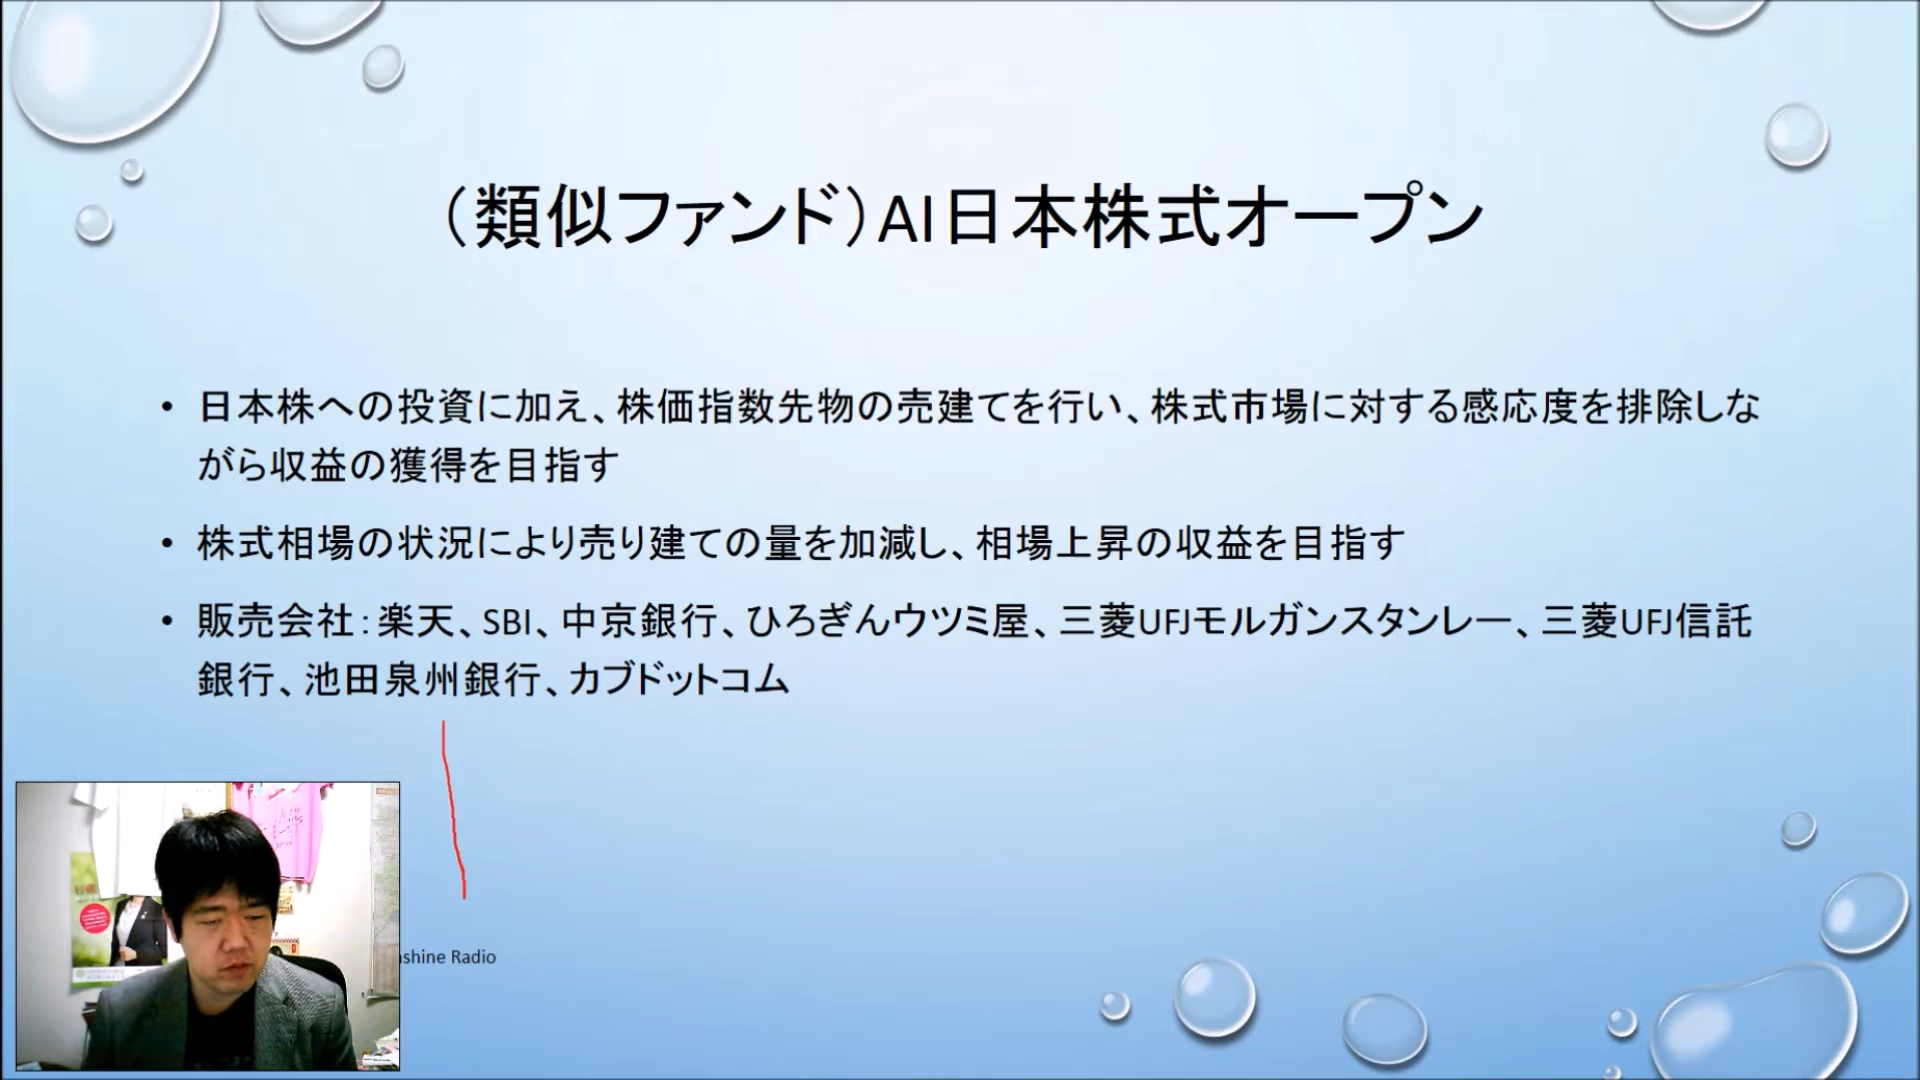 （類似ファンド）AI日本株式オープン
• 日本株への投資に加え、株価指数先物の売建てを行い、株式市場に対する感応度を排除しな
がら収益の獲得を目指す
• 株式相場の状況により売り建ての量を加減し、相場上昇の収益を目指す
• 販売会社：楽天、SBI、中京銀行、ひろぎんウツミ屋、三菱UFJモルガンスタンレー、三菱UFJ信託
銀行、池田泉州銀行、カブドットコム
shine Radio